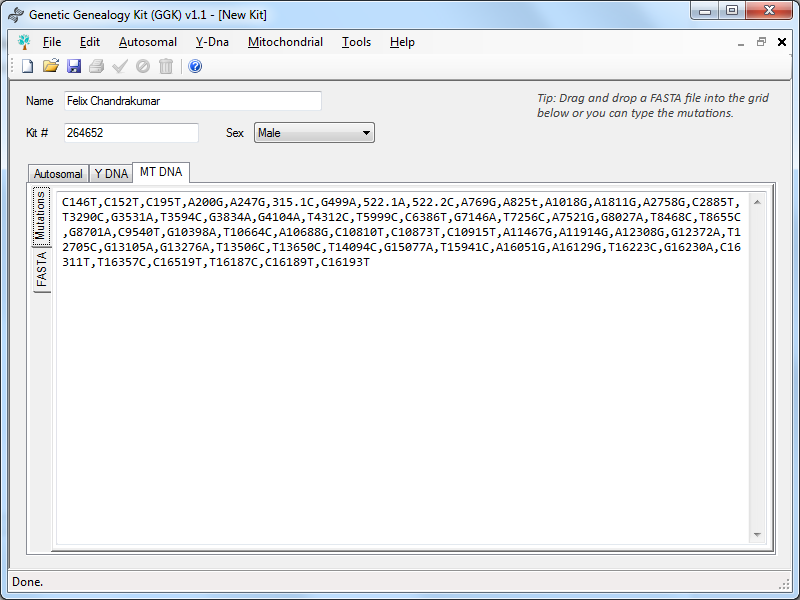 Genetic Genealogy Kit (GGK) v1.1 - [New Kit]
File Edit Autosomal Y-Dna Mitochondrial Tools Help
Name Felix Chandrakumar
Tip: Drag and drop a FASTA file into the grid
below or you can type the mutations.
Kit # 264652 Sex Male
Autosomal Y DNA MT DNA
Mutations
FASTA
C146T,C152T,C195T,A200G,A247G,315.1C,G499A,522.1A,522.2C,A769G,A825t,A1018G,A1811G,A2758G,C2885T,
T3290C,G3531A,T3594C,G3834A,G4104A,T4312C,T5999C,C6386T,G7146A,T7256C,A7521G,G8027A,T8468C,T8655C
,G8701A,C9540T,G10398A,T10664C,A10688G,C10810T,C10873T,C10915T,A11467G,A11914G,A12308G,G12372A,T1
2705C,G13105A,G13276A,T13506C,T13650C,T14094C,G15077A,T15941C,A16051G,A16129G,T16223C,G16230A,C16
311T,T16357C,C16519T,T16187C,C16189T,C16193T
Done.